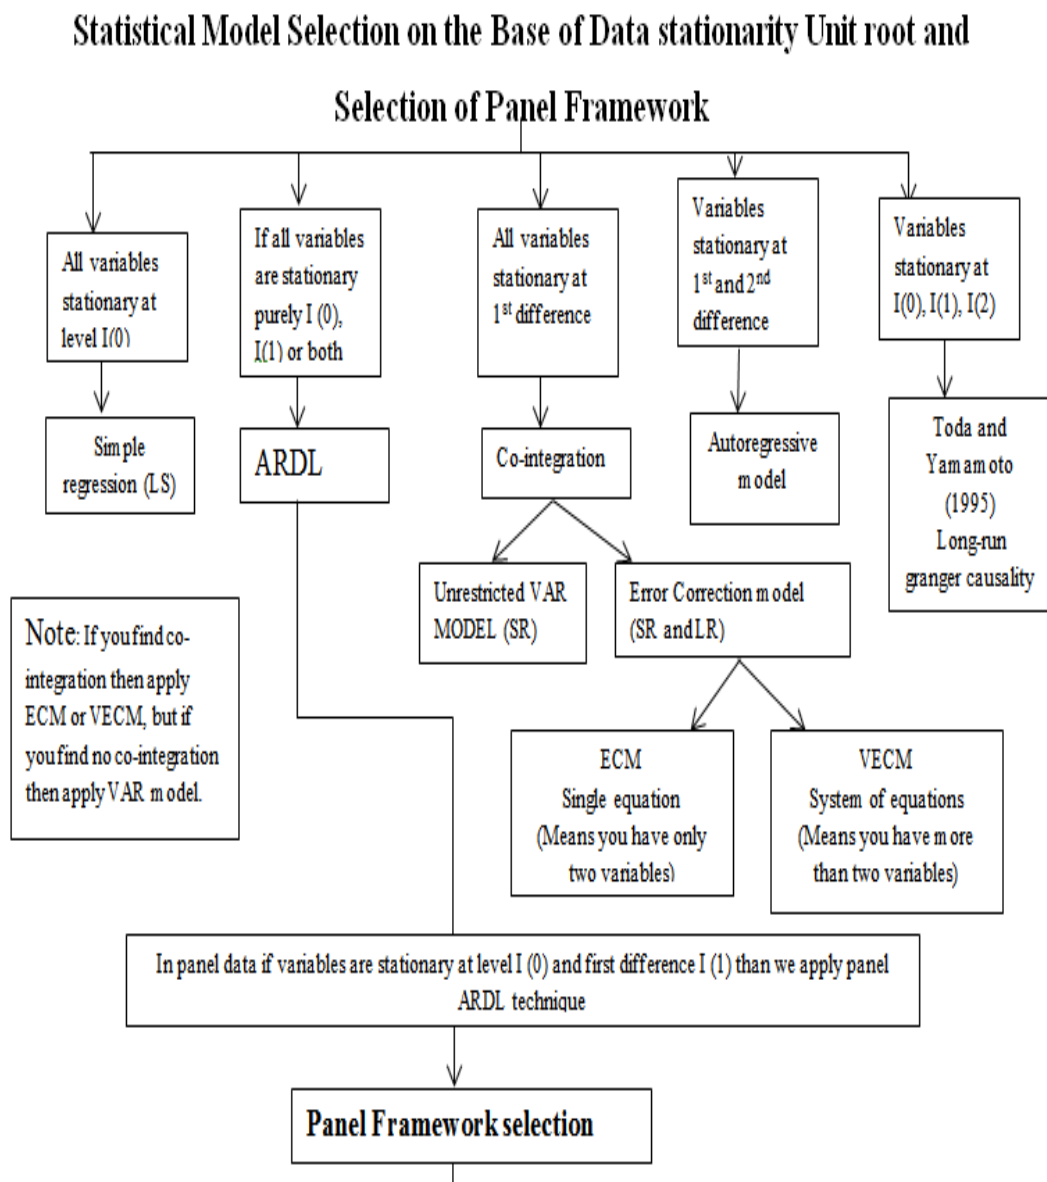 Statistical Model Selection on the Base of Data stationarity Unit root and
Selection of Panel Framework
All variables
stationary at
level I(0)
If all variables
are stationary
purely I (0),
I(1) or both
All variables
stationary at
1st difference
Variables
stationary at
1st and 2nd
difference
Variables
stationary at
I(0), I(1), I(2)
Simple
regression (LS)
ARDL
Co-integration
Autoregressive
model
Toda and
Yamamoto
(1995)
Long-run
granger causality
Unrestricted VAR
MODEL (SR)
Error Correction model
(SR and LR)
Note: If you find co-
integration then apply
ECM or VECM, but if
you find no co-integration
then apply VAR model.
ECM
Single equation
(Means you have only
two variables)
VECM
System of equations
(Means you have more
than two variables)
In panel data if variables are stationary at level I (0) and first difference I (1) than we apply panel
ARDL technique
Panel Framework selection